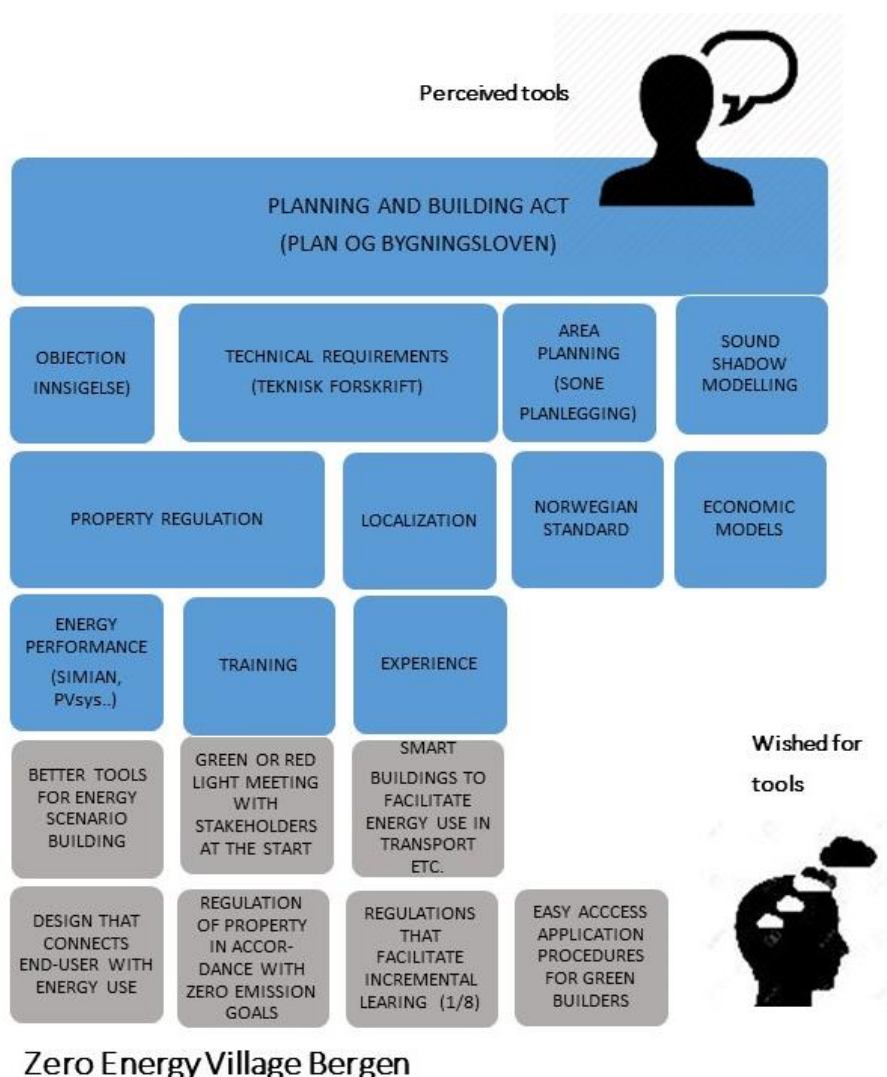 Perceived tools
PLANNING AND BUILDING ACT
(PLAN OG BYGNINGSLOVEN)
OBJECTION
INNSIGELSE)
TECHNICAL REQUIREMENTS
(TEKNISK FORSKRIFT)
AREA
PLANNING
(SONE
PLANLEGGING)
SOUND
SHADOW
MODELLING
PROPERTY REGULATION
LOCALIZATION
NORWEGIAN
STANDARD
ECONOMIC
MODELS
ENERGY
PERFORMANCE
(SIMIAN,
PVsys..)
TRAINING
EXPERIENCE
Wished for
tools
BETTER TOOLS
FOR ENERGY
SCENARIO
BUILDING
GREEN OR RED
LIGHT MEETING
WITH
STAKEHOLDERS
AT THE START
SMART
BUILDINGS TO
FACILITATE
ENERGY USE IN
TRANSPORT
ETC.
DESIGN THAT
CONNECTS
END-USER WITH
ENERGY USE
REGULATION
OF PROPERTY
IN ACCOR-
DANCE WITH
ZERO EMISSION
GOALS
REGULATIONS
THAT
FACILITATE
INCREMENTAL
LEARING (1/8)
EASY ACCCESS
APPLICATION
PROCEDURES
FOR GREEN
BUILDERS
Zero Energy Village Bergen